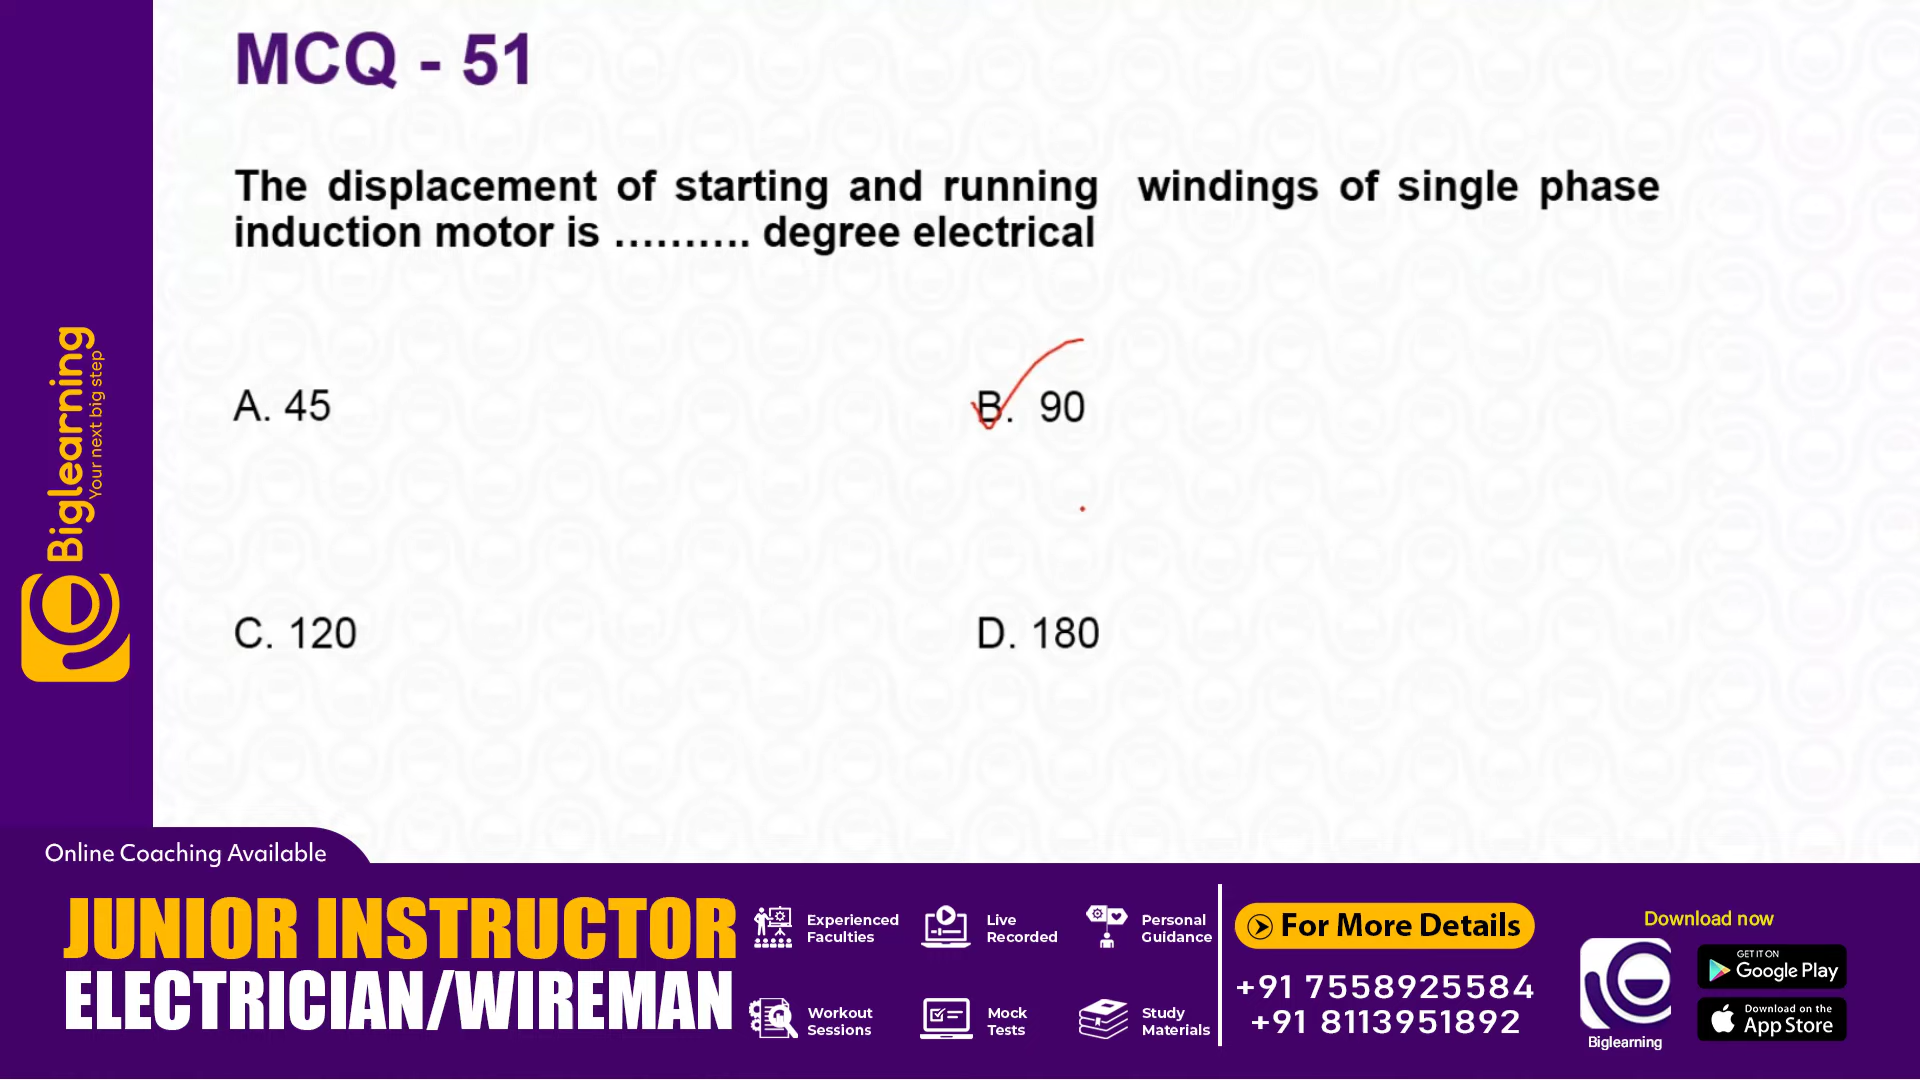 MCQ - 51
The displacement of starting and running windings of single phase
induction motor is .......... degree electrical
A. 45
B. 90
C. 120
D. 180
Biglearning
Your next big step
Online Coaching Available
JUNIOR INSTRUCTOR
ELECTRICIAN/WIREMAN
Experienced
Faculties
Live
Recorded
Personal
Guidance
Workout
Sessions
Mock
Tests
Study
Materials
For More Details
+91 7558925584
+91 8113951892
Download now
Biglearning
GET IT ON
Google Play
Download on the
App Store